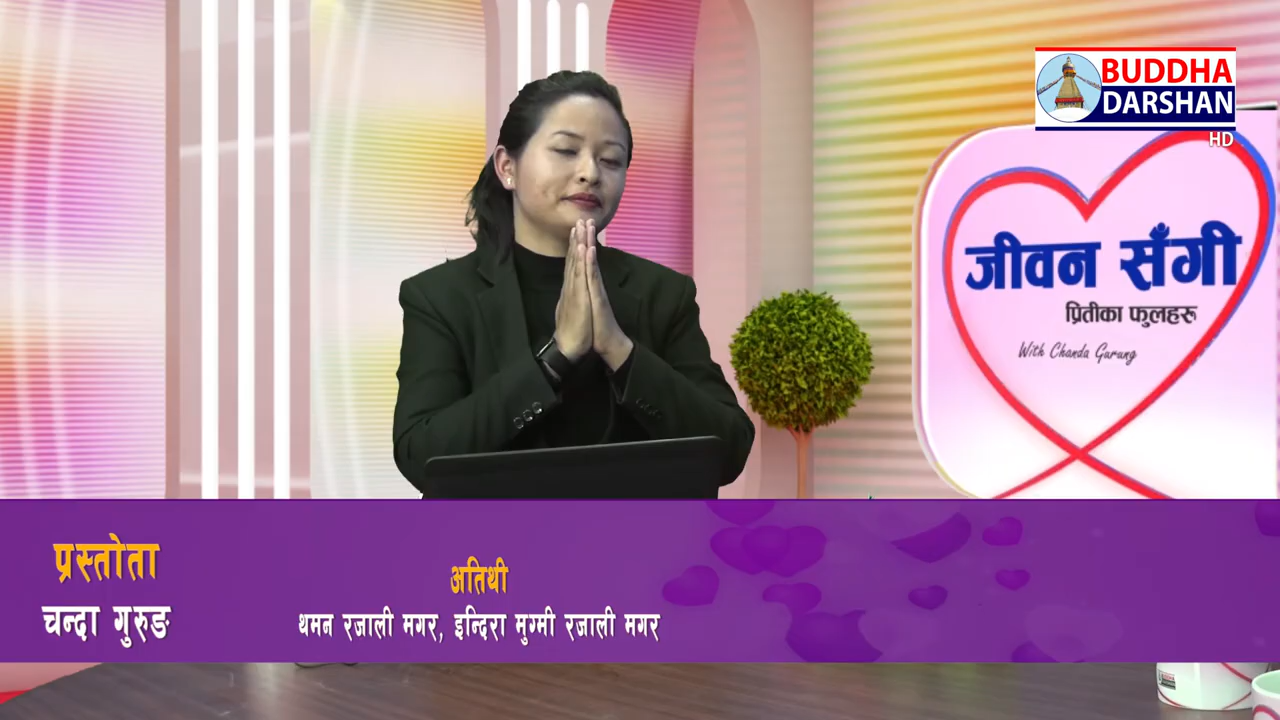 BUDDHA
DARSHAN
HD
जीवन सँगी
प्रितीका फुलहरू
With Chanda Gurung
प्रस्तोता
चन्दा गुरुङ
अतिथी
थमन रजाली मगर, इन्दिरा मुग्मी रजाली मगर